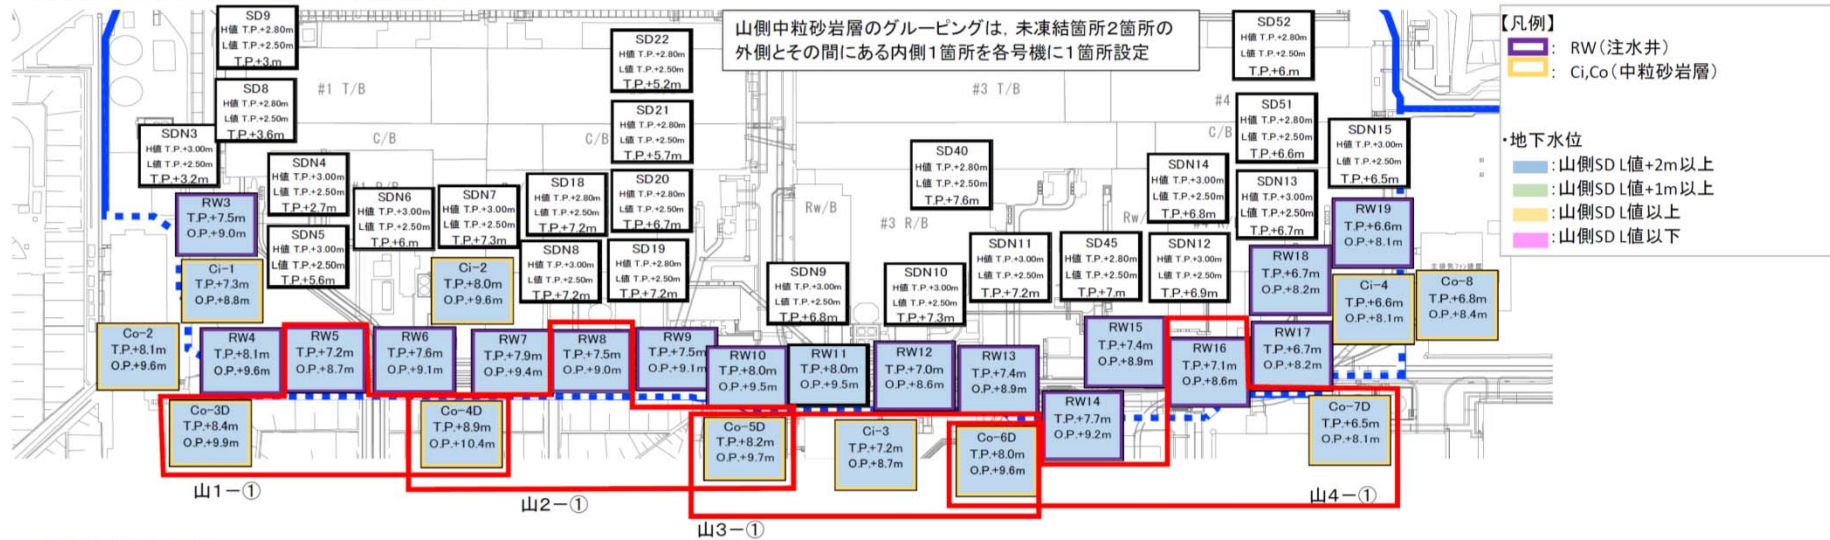 SD9
H値 T.P.+2.80m
L値 T.P.+2.50m
T.P.+3.m
SD22
H値 T.P.+2.80m
L値 T.P.+2.50m
T.P.+5.2m
山側中粒砂岩層のグルーピングは，未凍結箇所2箇所の
外側とその間にある内側1箇所を各号機に1箇所設定
SD52
H値 T.P.+2.80m
L値 T.P.+2.50m
T.P.+6.m
【凡例】
： RW（注水井）
： Ci,Co（中粒砂岩層）
・地下水位
：山側SD L値+2m以上
：山側SD L値+1m以上
：山側SD L値以上
：山側SD L値以下
SD8
H値 T.P.+2.80m
L値 T.P.+2.50m
T.P.+3.6m
#1 T/B
SD21
H値 T.P.+2.80m
L値 T.P.+2.50m
T.P.+5.7m
#3 T/B
#4
SD51
H値 T.P.+2.80m
L値 T.P.+2.50m
T.P.+6.6m
SDN3
H値 T.P.+3.00m
L値 T.P.+2.50m
T.P.+3.2m
C/B
C/B
C/B
SDN15
H値 T.P.+3.00m
L値 T.P.+2.50m
T.P.+6.5m
SDN4
H値 T.P.+3.00m
L値 T.P.+2.50m
T.P.+2.7m
SDN6
H値 T.P.+3.00m
L値 T.P.+2.50m
T.P.+6.m
SDN7
H値 T.P.+3.00m
L値 T.P.+2.50m
T.P.+7.3m
SD18
H値 T.P.+2.80m
L値 T.P.+2.50m
T.P.+7.2m
SD20
H値 T.P.+2.80m
L値 T.P.+2.50m
T.P.+6.7m
SD40
H値 T.P.+2.80m
L値 T.P.+2.50m
T.P.+7.6m
SDN14
H値 T.P.+3.00m
L値 T.P.+2.50m
T.P.+6.8m
SDN13
H値 T.P.+3.00m
L値 T.P.+2.50m
T.P.+6.7m
Rw/B
#3 R/B
Rw/
RW3
T.P.+7.5m
O.P.+9.0m
SDN5
H値 T.P.+3.00m
L値 T.P.+2.50m
T.P.+5.6m
SDN8
H値 T.P.+3.00m
L値 T.P.+2.50m
T.P.+7.2m
SD19
H値 T.P.+2.80m
L値 T.P.+2.50m
T.P.+7.2m
SDN9
H値 T.P.+3.00m
L値 T.P.+2.50m
T.P.+6.8m
SDN10
H値 T.P.+3.00m
L値 T.P.+2.50m
T.P.+7.3m
SDN11
H値 T.P.+3.00m
L値 T.P.+2.50m
T.P.+7.2m
SD45
H値 T.P.+2.80m
L値 T.P.+2.50m
T.P.+7.m
SDN12
H値 T.P.+3.00m
L値 T.P.+2.50m
T.P.+6.9m
RW19
T.P.+6.6m
O.P.+8.1m
RW18
T.P.+6.7m
O.P.+8.2m
Ci-1
T.P.+7.3m
O.P.+8.8m
Ci-2
T.P.+8.0m
O.P.+9.6m
Ci-4
T.P.+6.6m
O.P.+8.1m
Co-8
T.P.+6.8m
O.P.+8.4m
Co-2
T.P.+8.1m
O.P.+9.6m
RW4
T.P.+8.1m
O.P.+9.6m
RW5
T.P.+7.2m
O.P.+8.7m
RW6
T.P.+7.6m
O.P.+9.1m
RW7
T.P.+7.9m
O.P.+9.4m
RW8
T.P.+7.5m
O.P.+9.0m
RW9
T.P.+7.5m
O.P.+9.1m
RW10
T.P.+8.0m
O.P.+9.5m
RW11
T.P.+8.0m
O.P.+9.5m
RW12
T.P.+7.0m
O.P.+8.6m
RW13
T.P.+7.4m
O.P.+8.9m
RW15
T.P.+7.4m
O.P.+8.9m
RW16
T.P.+7.1m
O.P.+8.6m
RW17
T.P.+6.7m
O.P.+8.2m
RW14
T.P.+7.7m
O.P.+9.2m
Co-3D
T.P.+8.4m
O.P.+9.9m
Co-4D
T.P.+8.9m
O.P.+10.4m
Co-5D
T.P.+8.2m
O.P.+9.7m
Ci-3
T.P.+7.2m
O.P.+8.7m
Co-6D
T.P.+8.0m
O.P.+9.6m
Co-7D
T.P.+6.5m
O.P.+8.1m
山1－①
山2－①
山3－①
山4－①